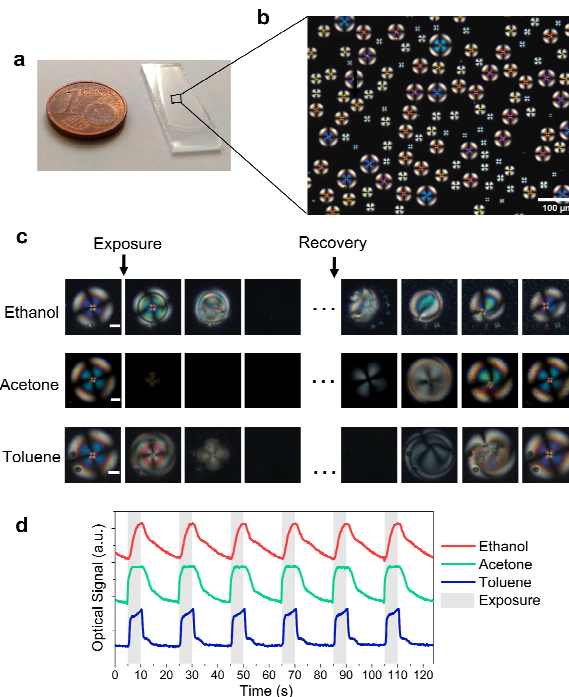 a
b
100 µm
c
Exposure
Recovery
Ethanol
...
Acetone
...
Toluene
...
d
Optical Signal (a.u.)
0 10 20 30 40 50 60 70 80 90 100 110 120
Time (s)
Ethanol
Acetone
Toluene
Exposure